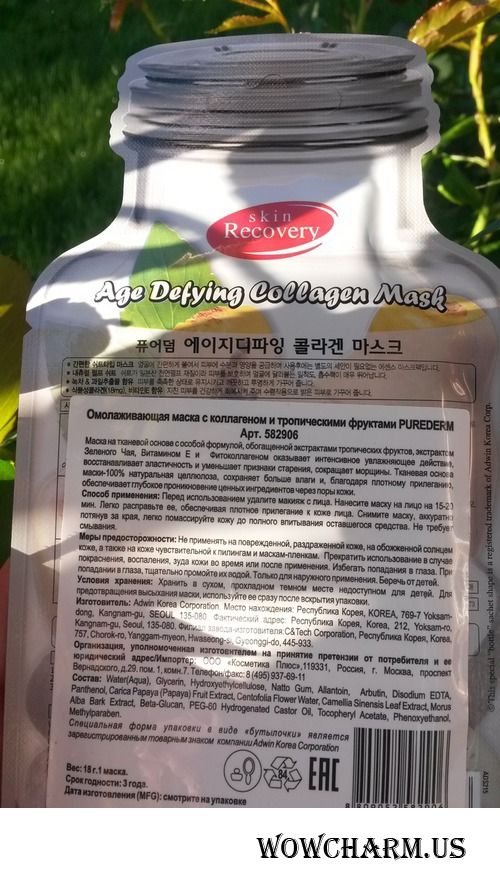 skin
Recovery
Age Defying Collagen Mask
퓨어덤 에이지디파잉 콜라겐 마스크
Омолаживающая маска с коллагеном и тропическими фруктами PUREDERM
Арт. 582906
Маска на тканевой основе с особой формулой, обогащенной экстрактами тропических фруктов, экстрактом
Зеленого Чая, Витамином Е и Фитоколлагеном оказывает интенсивное увлажняющее действие,
восстанавливает эластичность и уменьшает признаки старения, сокращает морщины. Тканевая основа
маски-100% натуральная целлюлоза, сохранает больше влаги и, благодаря плотному прилеганию,
обеспечивает глубокое проникновение ценных ингредиентов через поры кожи.
Способ применения: Перед использованием удалите макияж с лица. Нанесите маску на лицо на 15-20
мин. Легко расправьте ее, обеспечивая плотное прилегание к коже лица. Снимите маску, аккуратно
потянув за края, легко помассируйте кожу до полного впитывания оставшегося средства. Не требует
смывания.
Меры предосторожности: Не применять на поврежденной, раздраженной коже, на обожженной солнцем
коже, а также на коже чувствительной к пилингам и маскам-пленкам. Прекратить использование в случае
покраснения, воспаления, зуда кожи во время или после применения. Избегать попадания в глаза. При
попадании в глаза, тщательно промойте их водой. Только для наружного применения. Беречь от детей.
Условия хранения: Хранить в сухом, прохладном темном месте недоступном для детей. Для
предотвращения высыхания маски, используйте ее сразу после вскрытия упаковки.
Изготовитель: Adwin Korea Corporation Место нахождения: Республика Корея, KOREA, 769-7 Yoksam-
dong, Kangnam-gu, SEOUL 135-080 Фактический адрес: Республика Корея, Korea, 212, Yoksam-ro,
Kangnam-gu, Seoul, 135-080. Филиал завода-изготовителя:C&Tech Corporation, Республика Корея, Korea,
757, Chorok-ro, Yanggam-myeon, Hwaseong-si, Gyeonggi-do, 445-933.
Организация, уполномоченная изготовителем на принятие претензии от потребителя и ее
юридический адрес/Импортер: ООО «Косметика Плюс»,119331, Россия, г. Москва, проспект
Вернадского, д.29, пом. 1, комн.7. Телефон/факс: 8 (495) 937-69-11
Состав: Water(Aqua), Glycerin, Hydroxyethylcellulose, Natto Gum, Allantoin, Arbutin, Disodium EDTA,
Panthenol, Carica Papaya (Papaya) Fruit Extract, Centofolia Flower Water, Camellia Sinensis Leaf Extract, Morus
Alba Bark Extract, Beta-Glucan, PEG-60 Hydrogenated Castor Oil, Tocopheryl Acetate, Phenoxyethanol,
Methylparaben.
Специальная форма упаковки в виде «бутылочки» является
зарегистрированным товарным знаком компании Adwin Korea Corporation
Вес: 18 г.1 маска.
Срок годности: 3 года.
Дата изготовления (MFG): смотрите на упаковке
84
EAC
AD3215
WOWCHARM.US